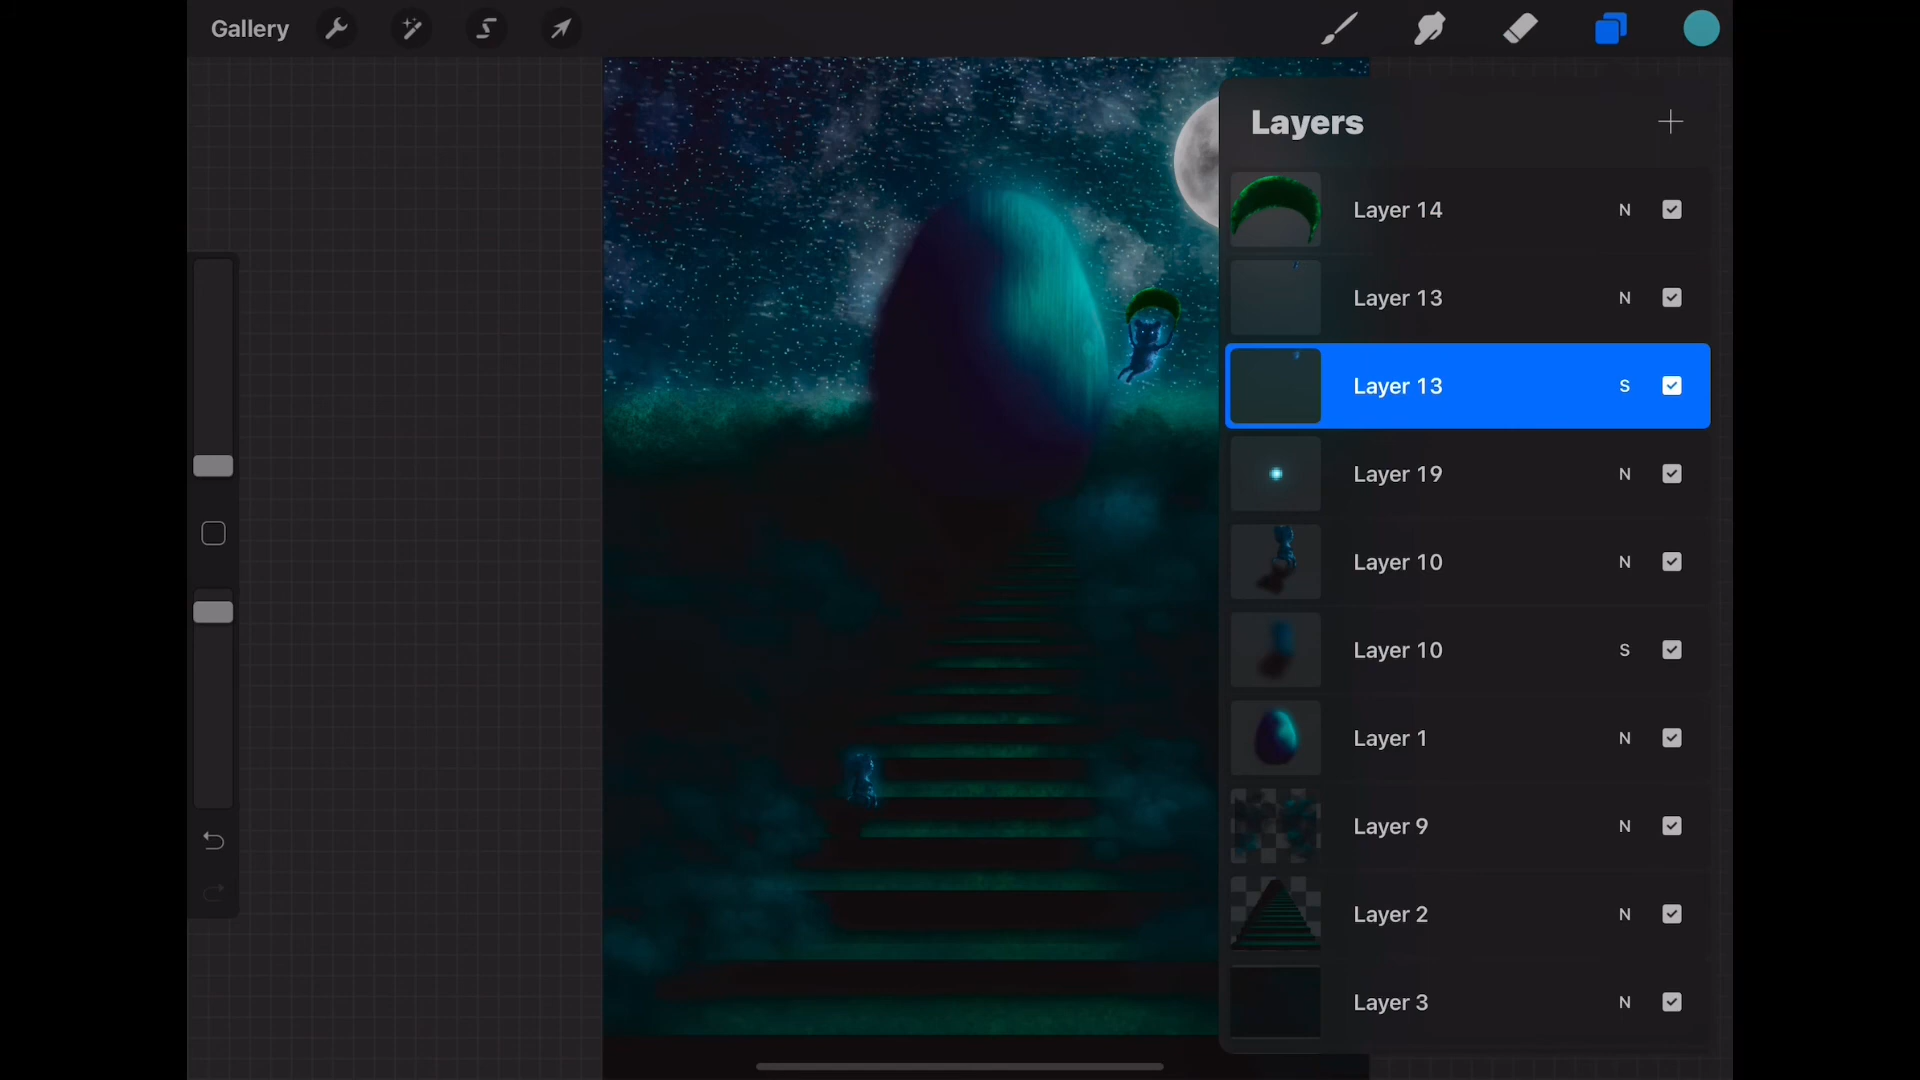 Gallery
Layers
Layer 14 N
Layer 13 N
Layer 13 S
Layer 19 N
Layer 10 N
Layer 10 S
Layer 1 N
Layer 9 N
Layer 2 N
Layer 3 N